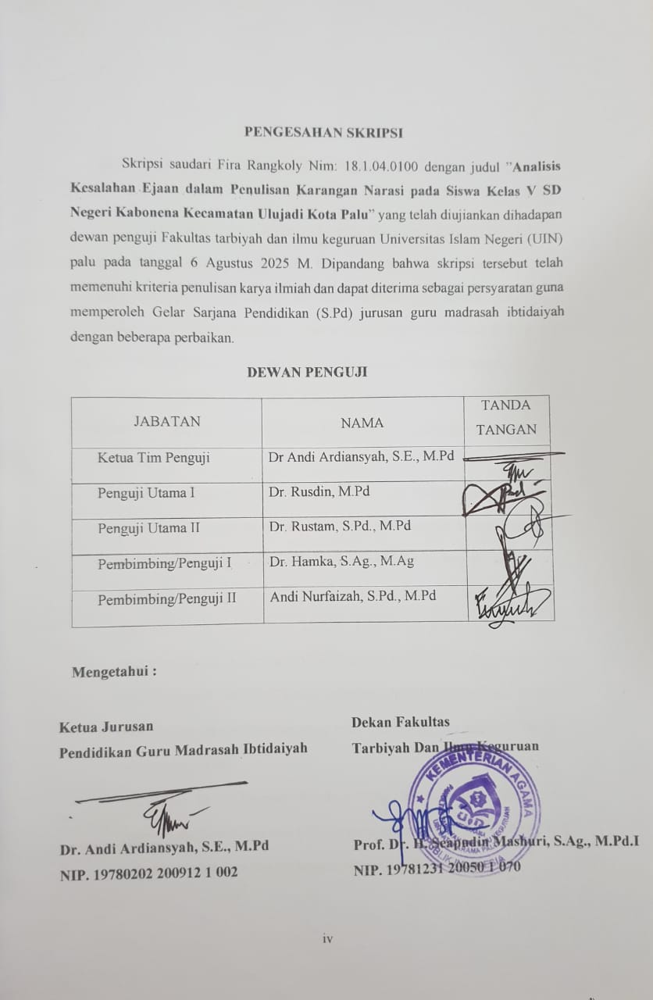 PENGESAHAN SKRIPSI
Skripsi saudari Fira Rangkoly Nim: 18.1.04.0100 dengan judul ”Analisis
Kesalahan Ejaan dalam Penulisan Karangan Narasi pada Siswa Kelas V SD
Negeri Kabonena Kecamatan Ulujadi Kota Palu” yang telah diujiankan dihadapan
dewan penguji Fakultas tarbiyah dan ilmu keguruan Universitas Islam Negeri (UIN)
palu pada tanggal 6 Agustus 2025 M. Dipandang bahwa skripsi tersebut telah
memenuhi kriteria penulisan karya ilmiah dan dapat diterima sebagai persyaratan guna
memperoleh Gelar Sarjana Pendidikan (S.Pd) jurusan guru madrasah ibtidaiyah
dengan beberapa perbaikan.
DEWAN PENGUJI
JABATAN NAMA TANDA
TANGAN
Ketua Tim Penguji Dr Andi Ardiansyah, S.E., M.Pd
Penguji Utama I Dr. Rusdin, M.Pd
Penguji Utama II Dr. Rustam, S.Pd., M.Pd
Pembimbing/Penguji I Dr. Hamka, S.Ag., M.Ag
Pembimbing/Penguji II Andi Nurfaizah, S.Pd., M.Pd
Mengetahui :
Ketua Jurusan
Pendidikan Guru Madrasah Ibtidaiyah
Dr. Andi Ardiansyah, S.E., M.Pd
NIP. 19780202 200912 1 002
Dekan Fakultas
Tarbiyah Dan Ilmu Keguruan
KEMENTERIAN AGAMA
uin
REPUBLIK INDONESIA
Prof. Dr. H. Seapudin Mashuri, S.Ag., M.Pd.I
NIP. 19781231 20050 1 070
iv